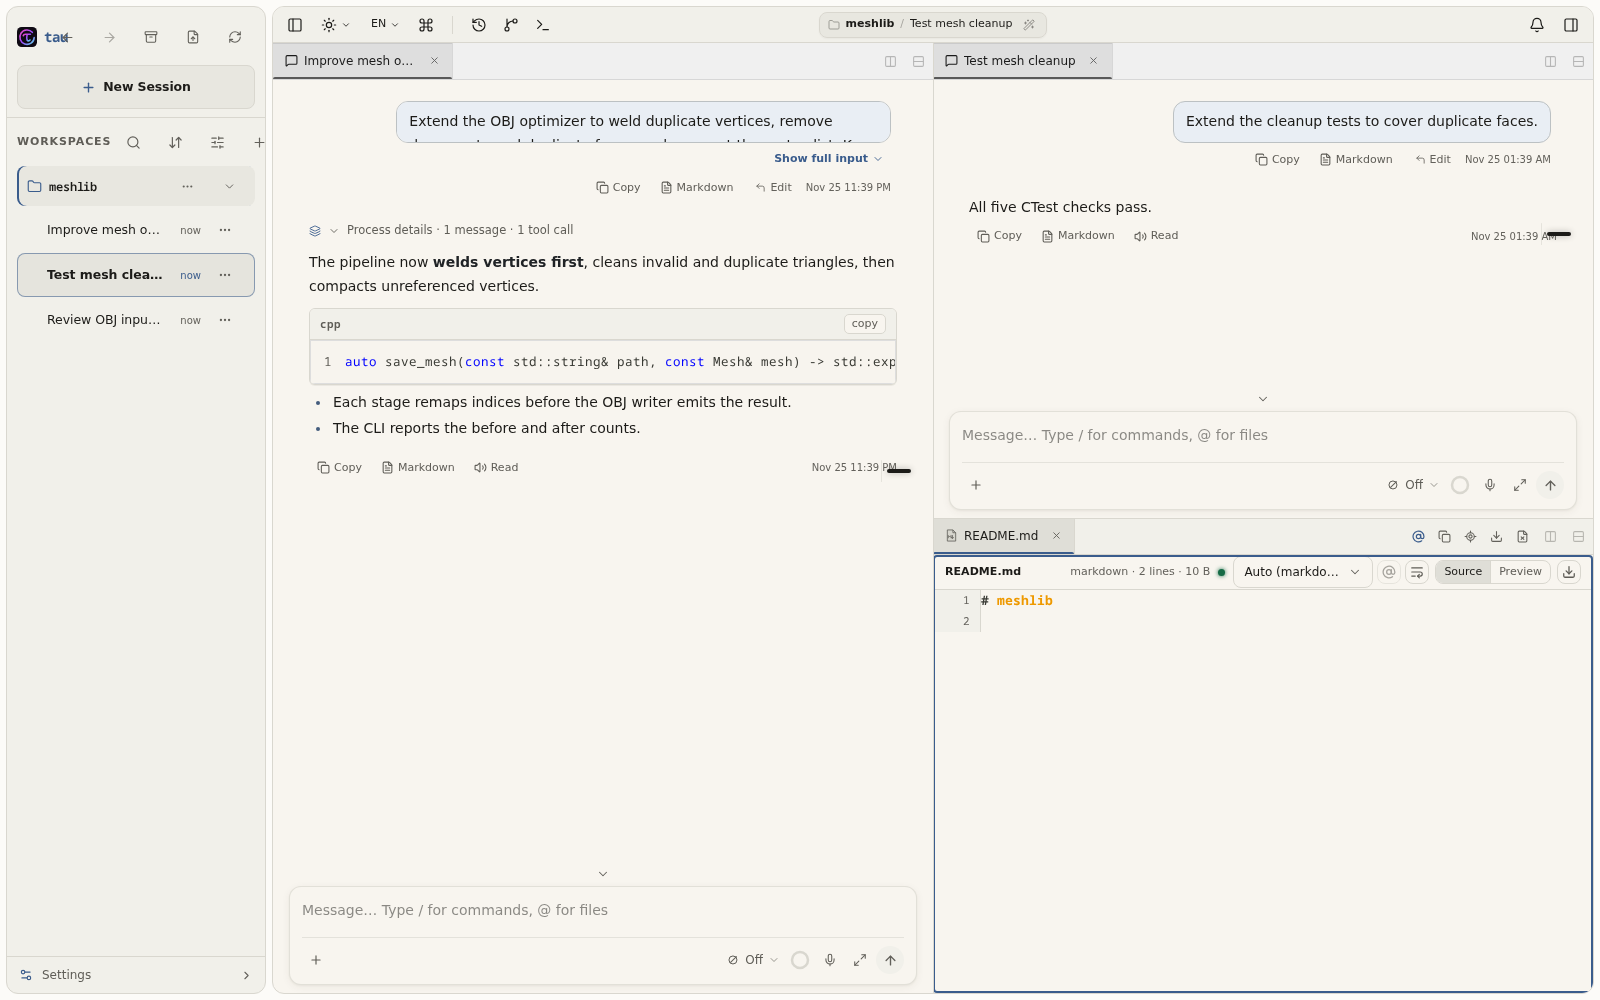 tau
New Session
WORKSPACES
meshlib
Improve mesh o... now
Test mesh clea... now
Review OBJ inpu... now
Settings
EN
meshlib / Test mesh cleanup
Improve mesh o...
Extend the OBJ optimizer to weld duplicate vertices, remove
Show full input
Copy Markdown Edit Nov 25 11:39 PM
Process details · 1 message · 1 tool call
The pipeline now welds vertices first, cleans invalid and duplicate triangles, then
compacts unreferenced vertices.
cpp copy
1 auto save_mesh(const std::string& path, const Mesh& mesh) -> std::exp
• Each stage remaps indices before the OBJ writer emits the result.
• The CLI reports the before and after counts.
Copy Markdown Read Nov 25 11:39 PM
Message... Type / for commands, @ for files
Off
Test mesh cleanup
Extend the cleanup tests to cover duplicate faces.
Copy Markdown Edit Nov 25 01:39 AM
All five CTest checks pass.
Copy Markdown Read Nov 25 01:39 AM
Message... Type / for commands, @ for files
Off
README.md
README.md markdown · 2 lines · 10 B Auto (markdo... Source Preview
1 # meshlib
2